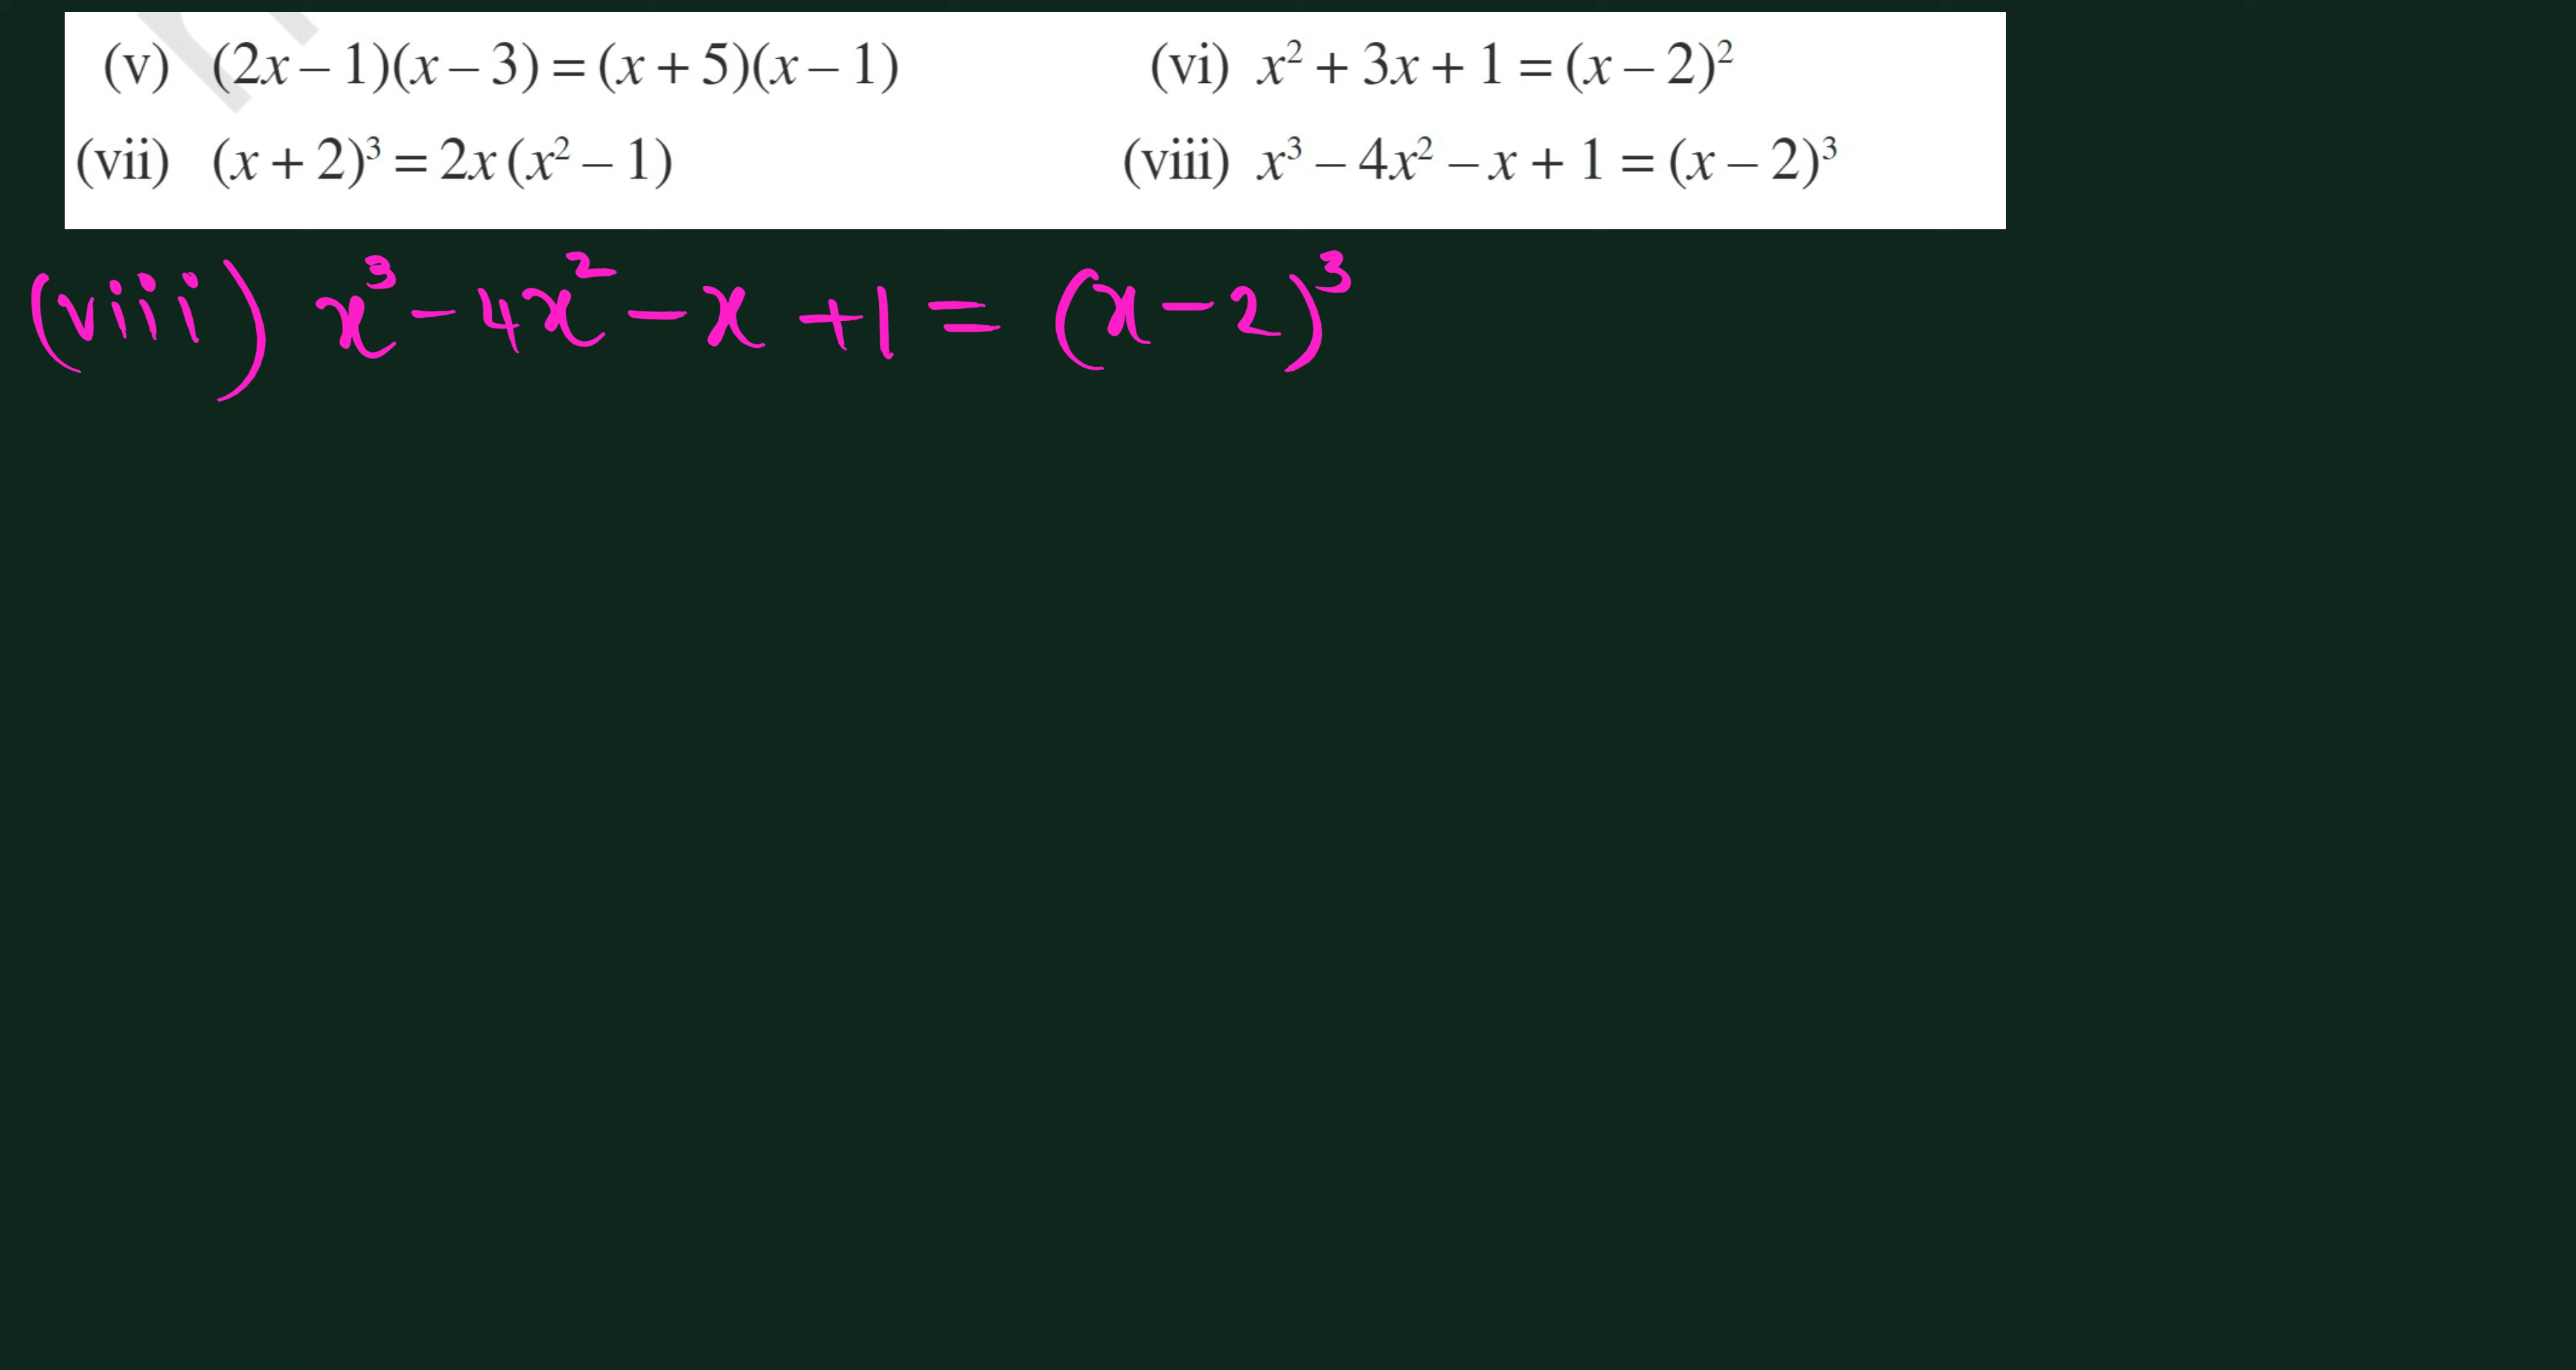 (v) (2x – 1)(x – 3) = (x + 5)(x – 1) (vi) x² + 3x + 1 = (x – 2)²
(vii) (x + 2)³ = 2x (x² – 1) (viii) x³ – 4x² – x + 1 = (x – 2)³
(viii) x³ - 4x² - x + 1 = (x - 2)³